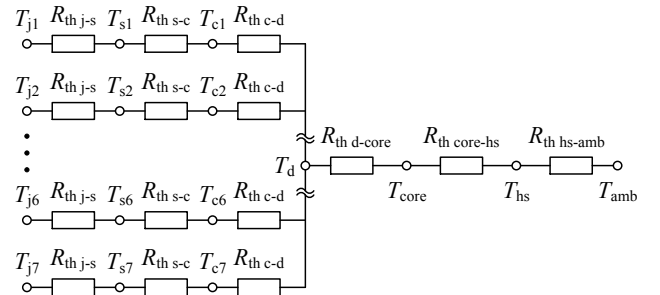 Tj1 Rth j-s Ts1 Rth s-c Tc1 Rth c-d
Tj2 Rth j-s Ts2 Rth s-c Tc2 Rth c-d
Rth d-core Rth core-hs Rth hs-amb
Td Tcore Ths Tamb
Tj6 Rth j-s Ts6 Rth s-c Tc6 Rth c-d
Tj7 Rth j-s Ts7 Rth s-c Tc7 Rth c-d